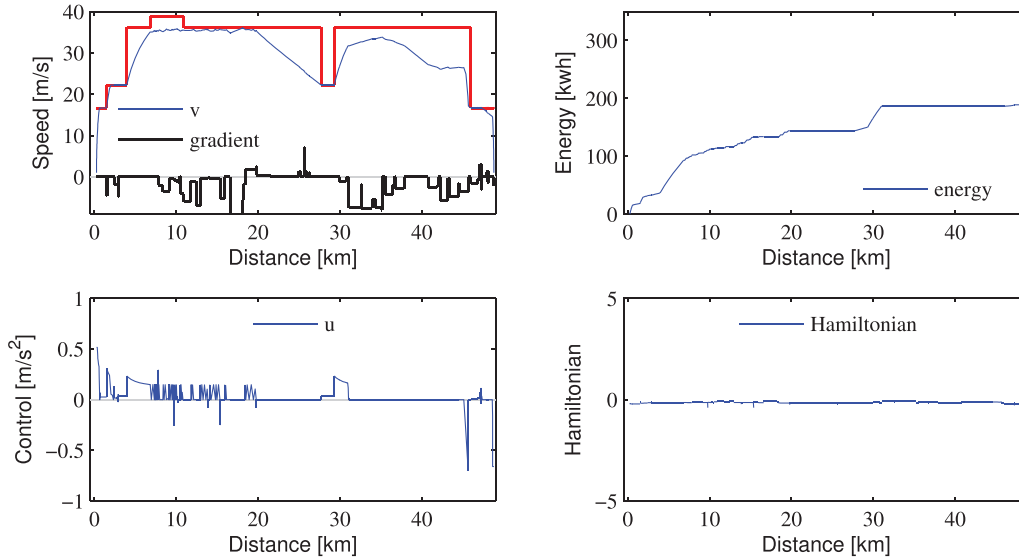 40
30
20
10
0
Speed [m/s]
v
gradient
0 10 20 30 40
Distance [km]
300
200
100
0
Energy [kwh]
energy
0 10 20 30 40
Distance [km]
1
0.5
0
−0.5
−1
Control [m/s²]
u
0 10 20 30 40
Distance [km]
5
0
−5
Hamiltonian
Hamiltonian
0 10 20 30 40
Distance [km]